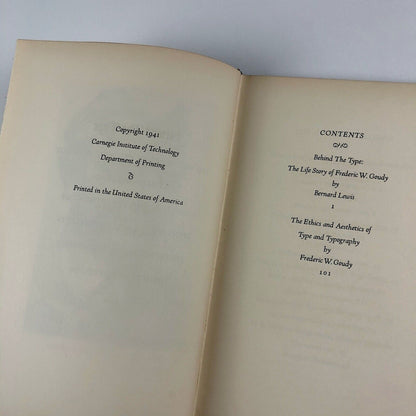 Copyright 1941
Carnegie Institute of Technology
Department of Printing
Printed in the United States of America
CONTENTS
Behind The Type:
The Life Story of Frederic W. Goudy
by
Bernard Lewis
1
The Ethics and Aesthetics of
Type and Typography
by
Frederic W. Goudy
101